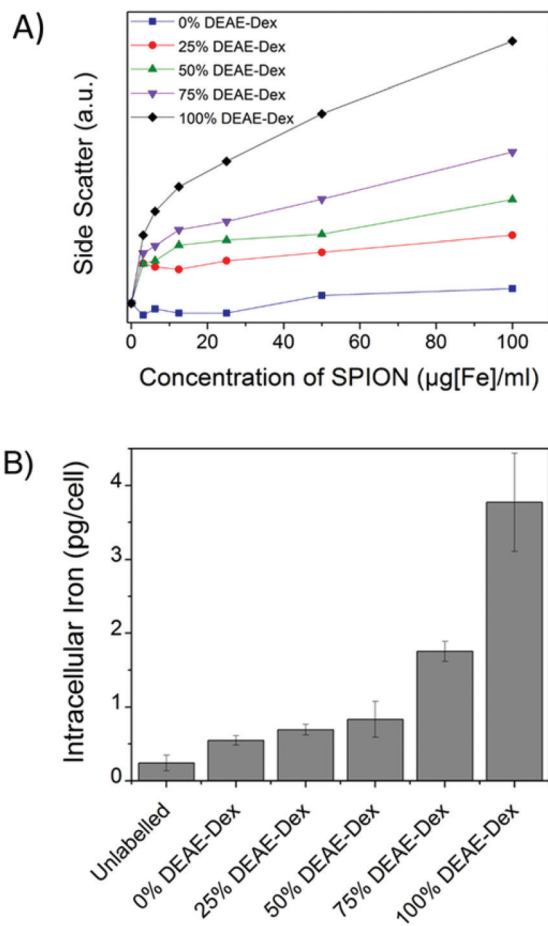 A)
0% DEAE-Dex
25% DEAE-Dex
50% DEAE-Dex
75% DEAE-Dex
100% DEAE-Dex
Side Scatter (a.u.)
0 20 40 60 80 100
Concentration of SPION (µg[Fe]/ml)
B)
Intracellular Iron (pg/cell)
4
3
2
1
0
Unlabelled
0% DEAE-Dex
25% DEAE-Dex
50% DEAE-Dex
75% DEAE-Dex
100% DEAE-Dex